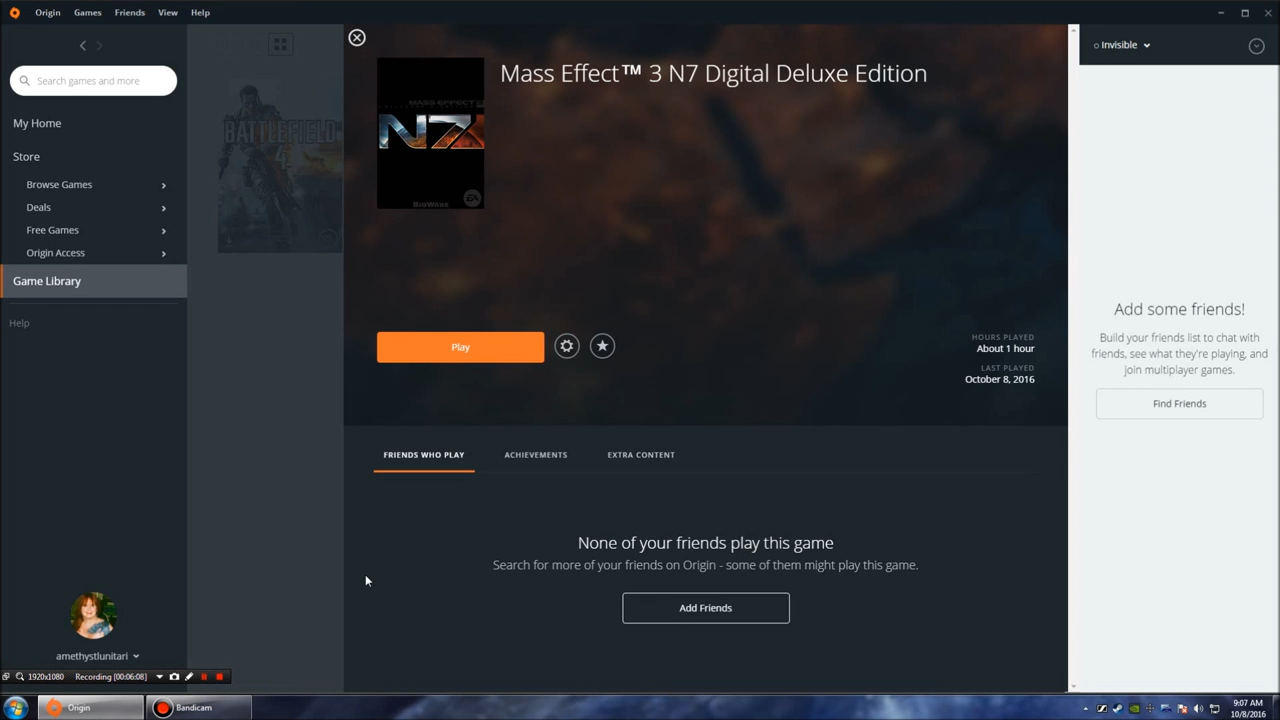 Origin Games Friends View Help
Search games and more
My Home
Store
Browse Games
Deals
Free Games
Origin Access
Game Library
Help
amethystlunitari
1920x1080 Recording [00:06:08]
BATTLEFIELD
4
MASS EFFECT
N7
BIOWARE
EA
Mass Effect™ 3 N7 Digital Deluxe Edition
Play
HOURS PLAYED
About 1 hour
LAST PLAYED
October 8, 2016
FRIENDS WHO PLAY ACHIEVEMENTS EXTRA CONTENT
None of your friends play this game
Search for more of your friends on Origin - some of them might play this game.
Add Friends
Invisible
Add some friends!
Build your friends list to chat with
friends, see what they're playing, and
join multiplayer games.
Find Friends
Origin
Bandicam
9:07 AM
10/8/2016